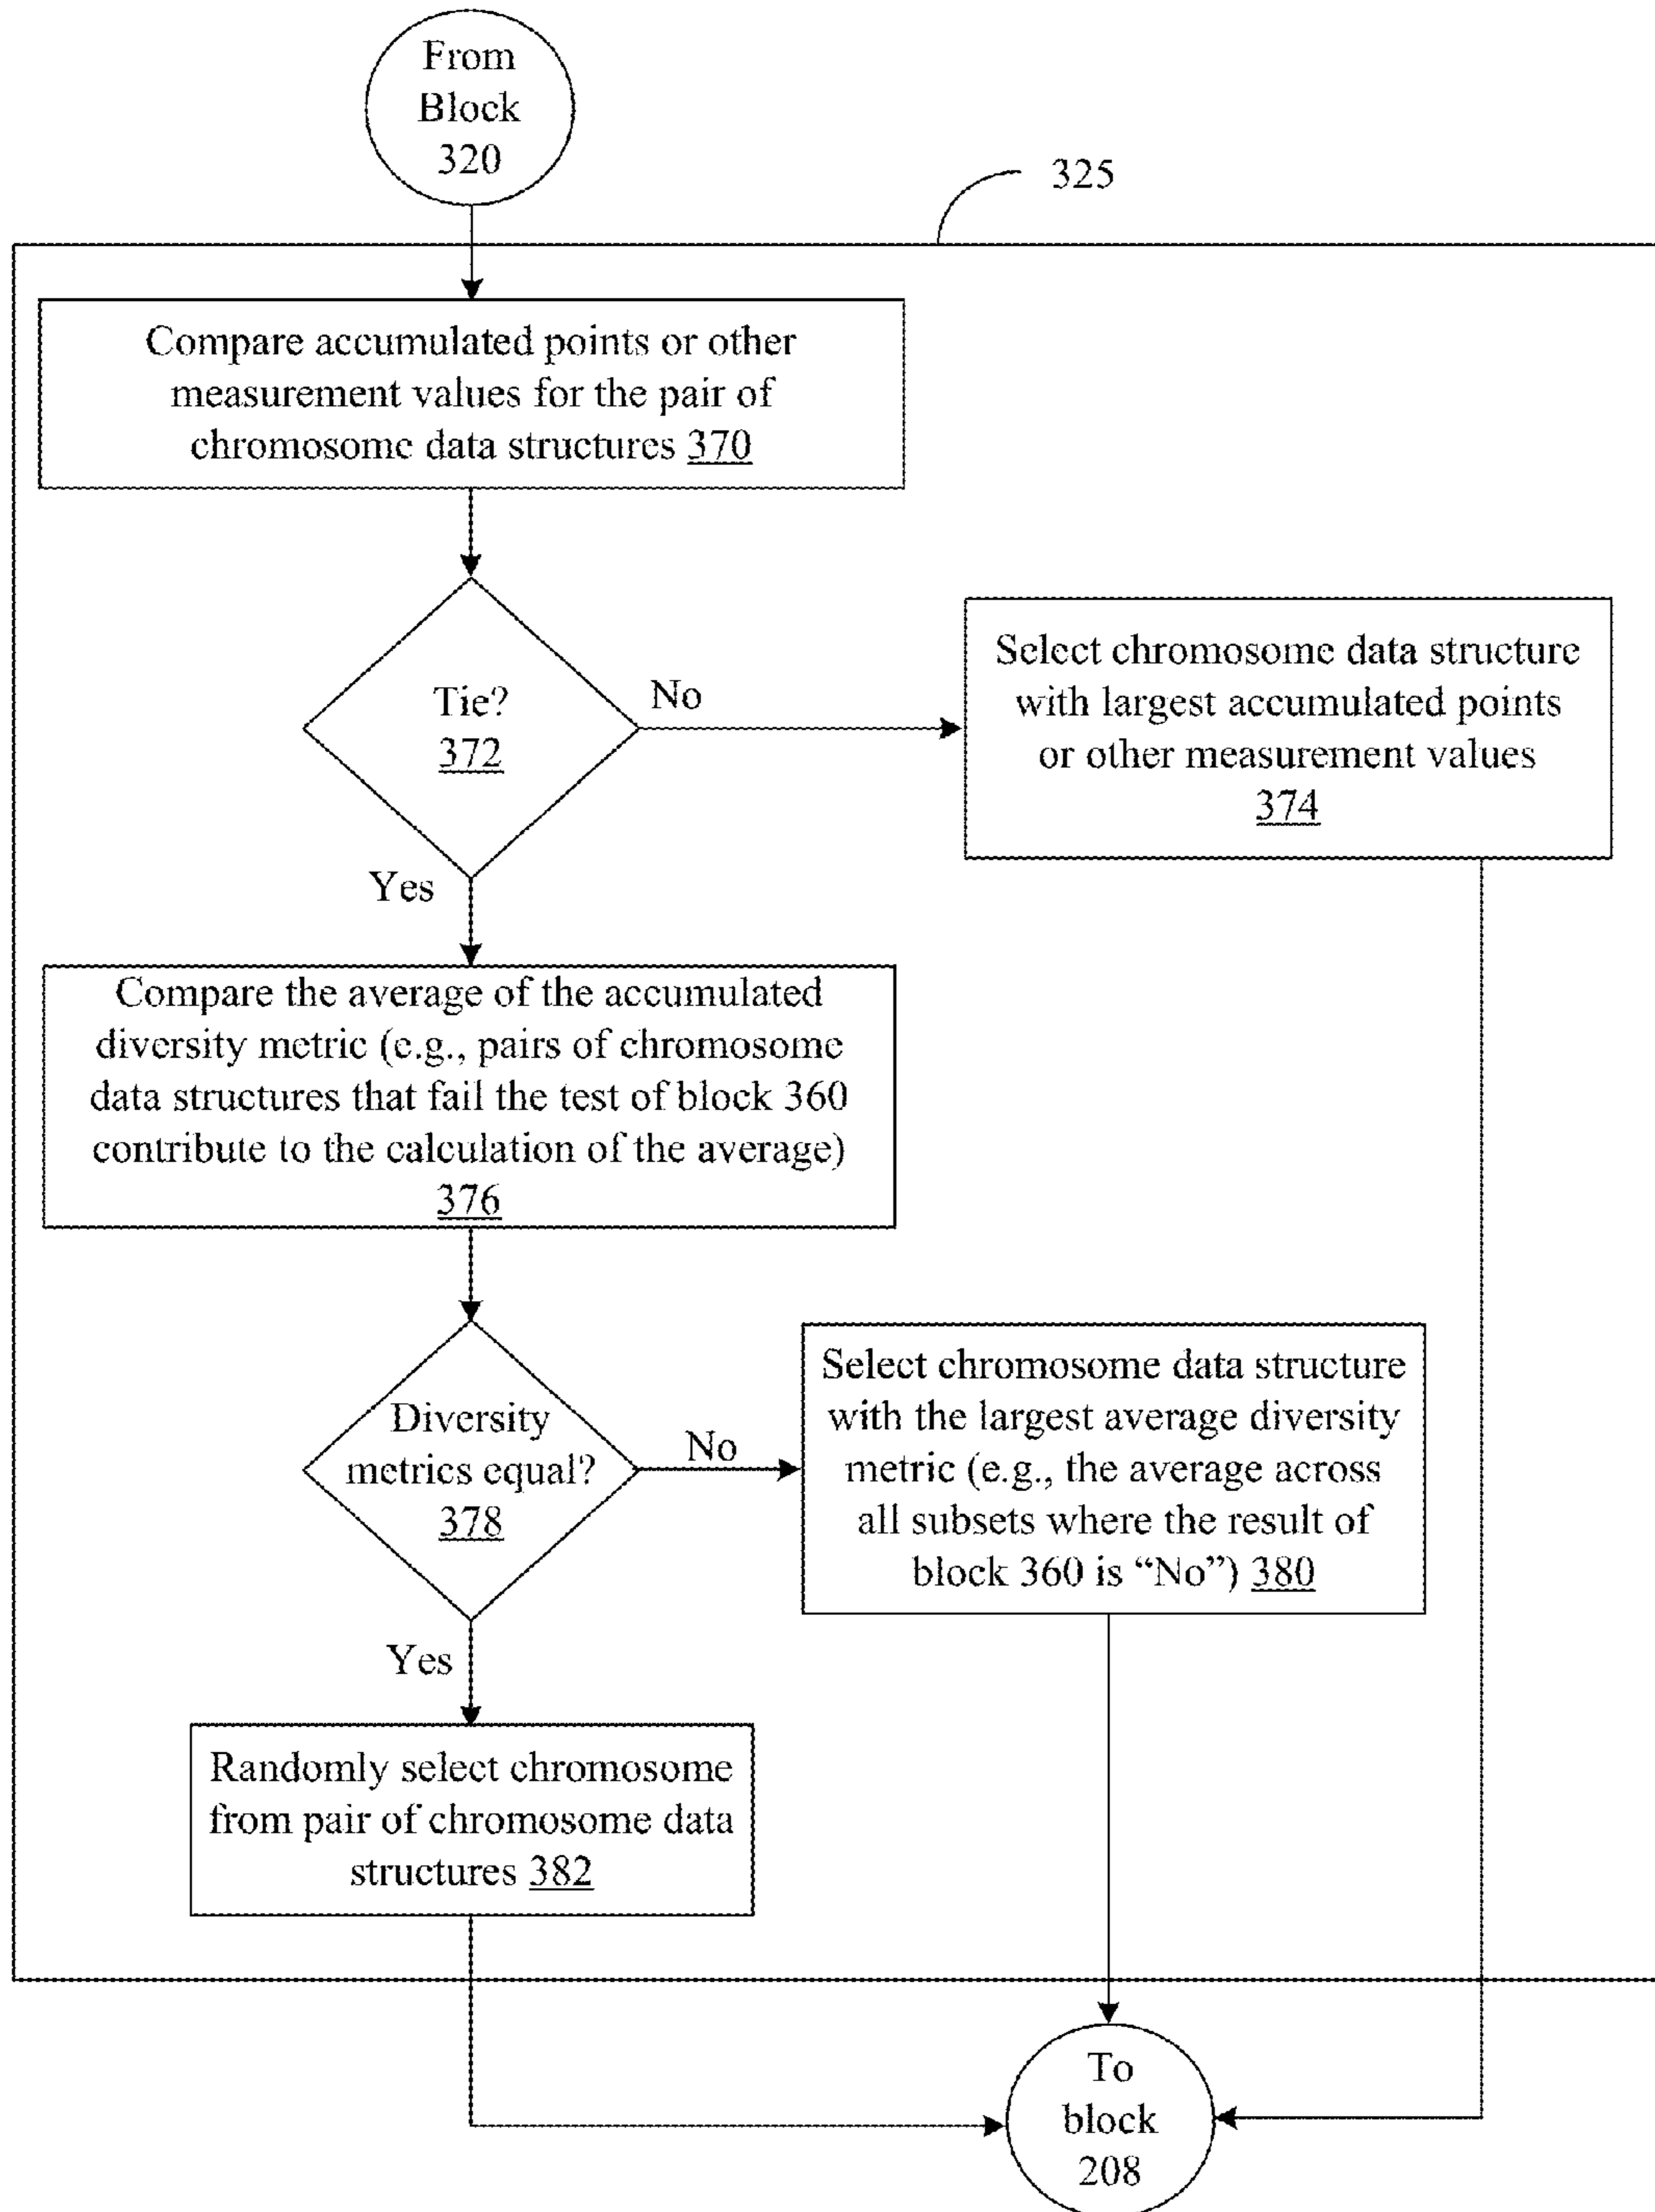 From
Block
320
325
Compare accumulated points or other
measurement values for the pair of
chromosome data structures 370
Tie?
372
No
Select chromosome data structure
with largest accumulated points
or other measurement values
374
Yes
Compare the average of the accumulated
diversity metric (e.g., pairs of chromosome
data structures that fail the test of block 360
contribute to the calculation of the average)
376
Diversity
metrics equal?
378
No
Select chromosome data structure
with the largest average diversity
metric (e.g., the average across
all subsets where the result of
block 360 is “No”) 380
Yes
Randomly select chromosome
from pair of chromosome data
structures 382
To
block
208